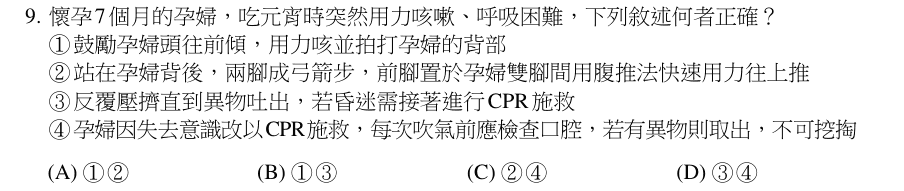 9. 懷孕7個月的孕婦，吃元宵時突然用力咳嗽、呼吸困難，下列敘述何者正確？
①鼓勵孕婦頭往前傾，用力咳並拍打孕婦的背部
②站在孕婦背後，兩腳成弓箭步，前腳置於孕婦雙腳間用腹推法快速用力往上推
③反覆壓擠直到異物吐出，若昏迷需接著進行CPR施救
④孕婦因失去意識改以CPR施救，每次吹氣前應檢查口腔，若有異物則取出，不可挖掏
(A) ①② (B) ①③ (C) ②④ (D) ③④